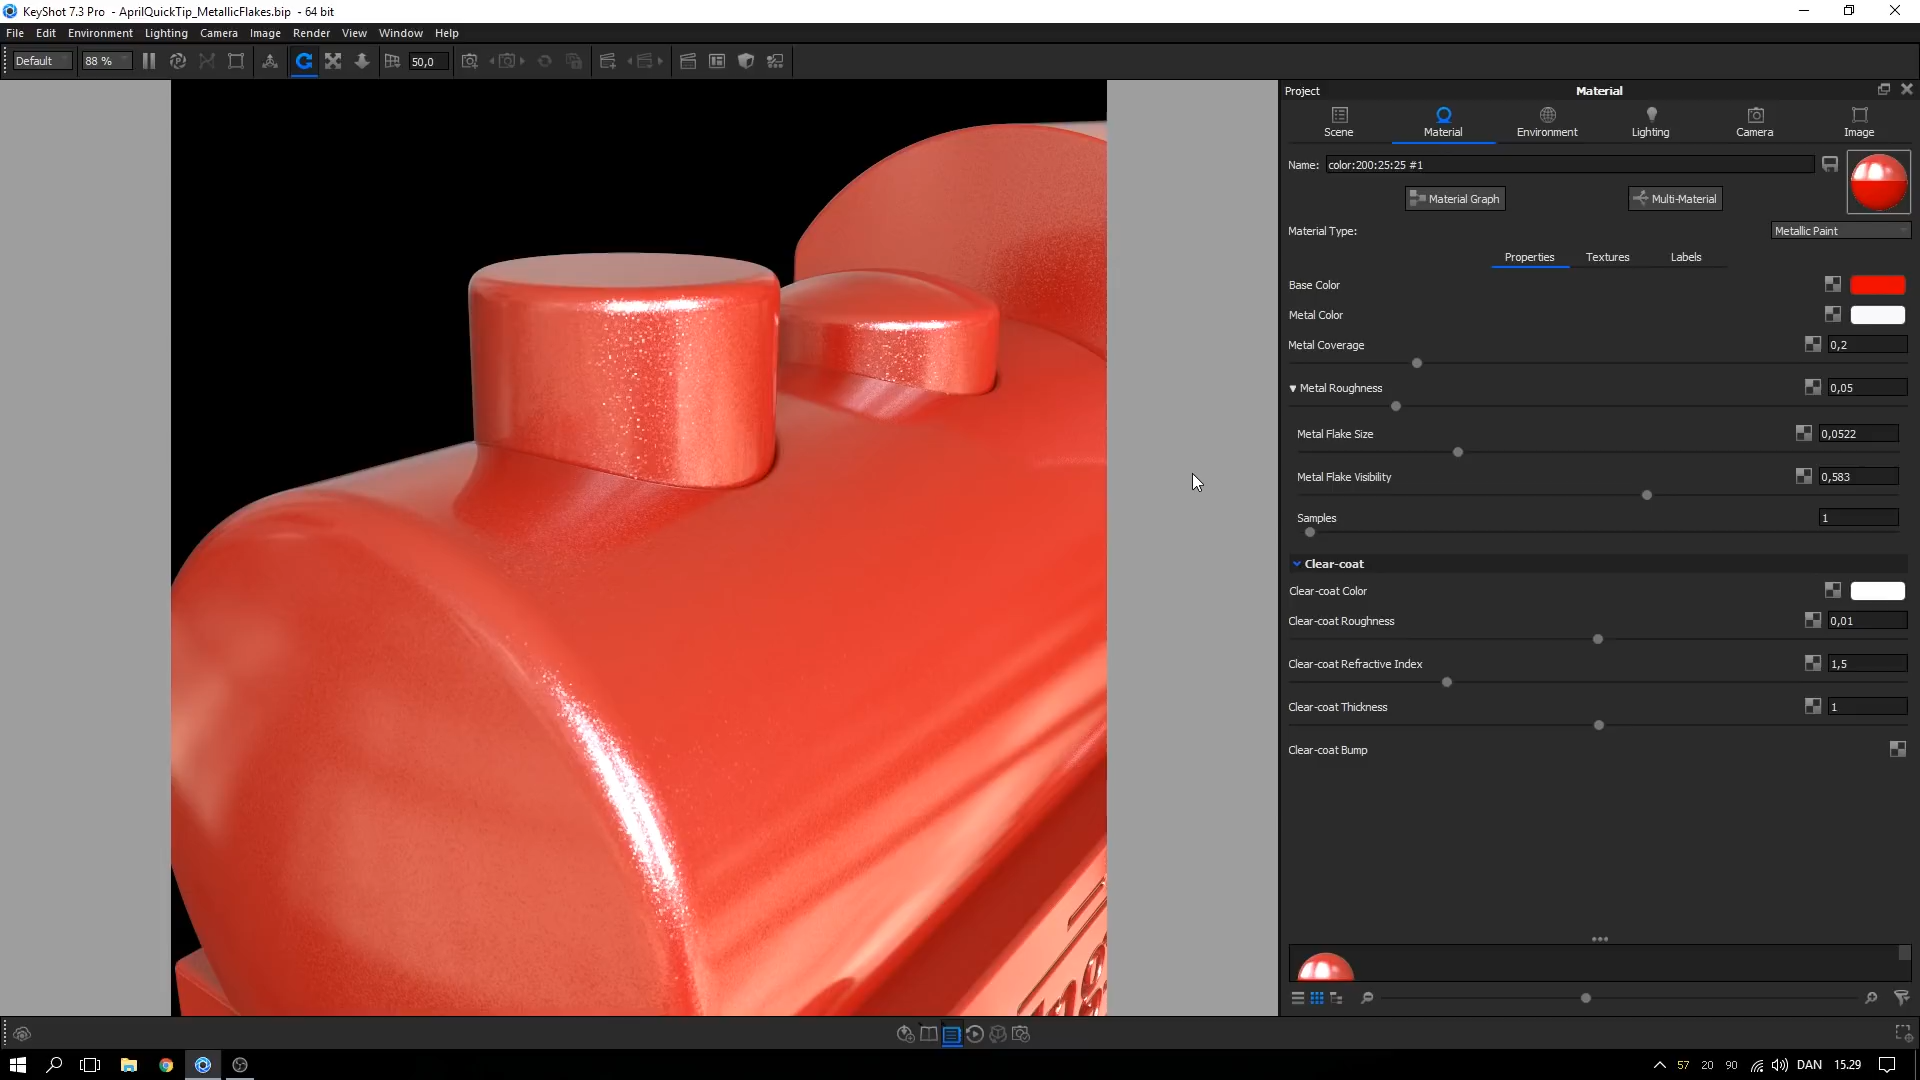 KeyShot 7.3 Pro - AprilQuickTip_MetallicFlakes.bip - 64 bit
File Edit Environment Lighting Camera Image Render View Window Help
Default 88 % 50,0
Project Material
Scene Material Environment Lighting Camera Image
Name: color:200:25:25 #1
Material Graph Multi-Material
Material Type: Metallic Paint
Properties Textures Labels
Base Color
Metal Color
Metal Coverage 0,2
Metal Roughness 0,05
Metal Flake Size 0,0522
Metal Flake Visibility 0,583
Samples 1
Clear-coat
Clear-coat Color
Clear-coat Roughness 0,01
Clear-coat Refractive Index 1,5
Clear-coat Thickness 1
Clear-coat Bump
57 20 90 DAN 15.29